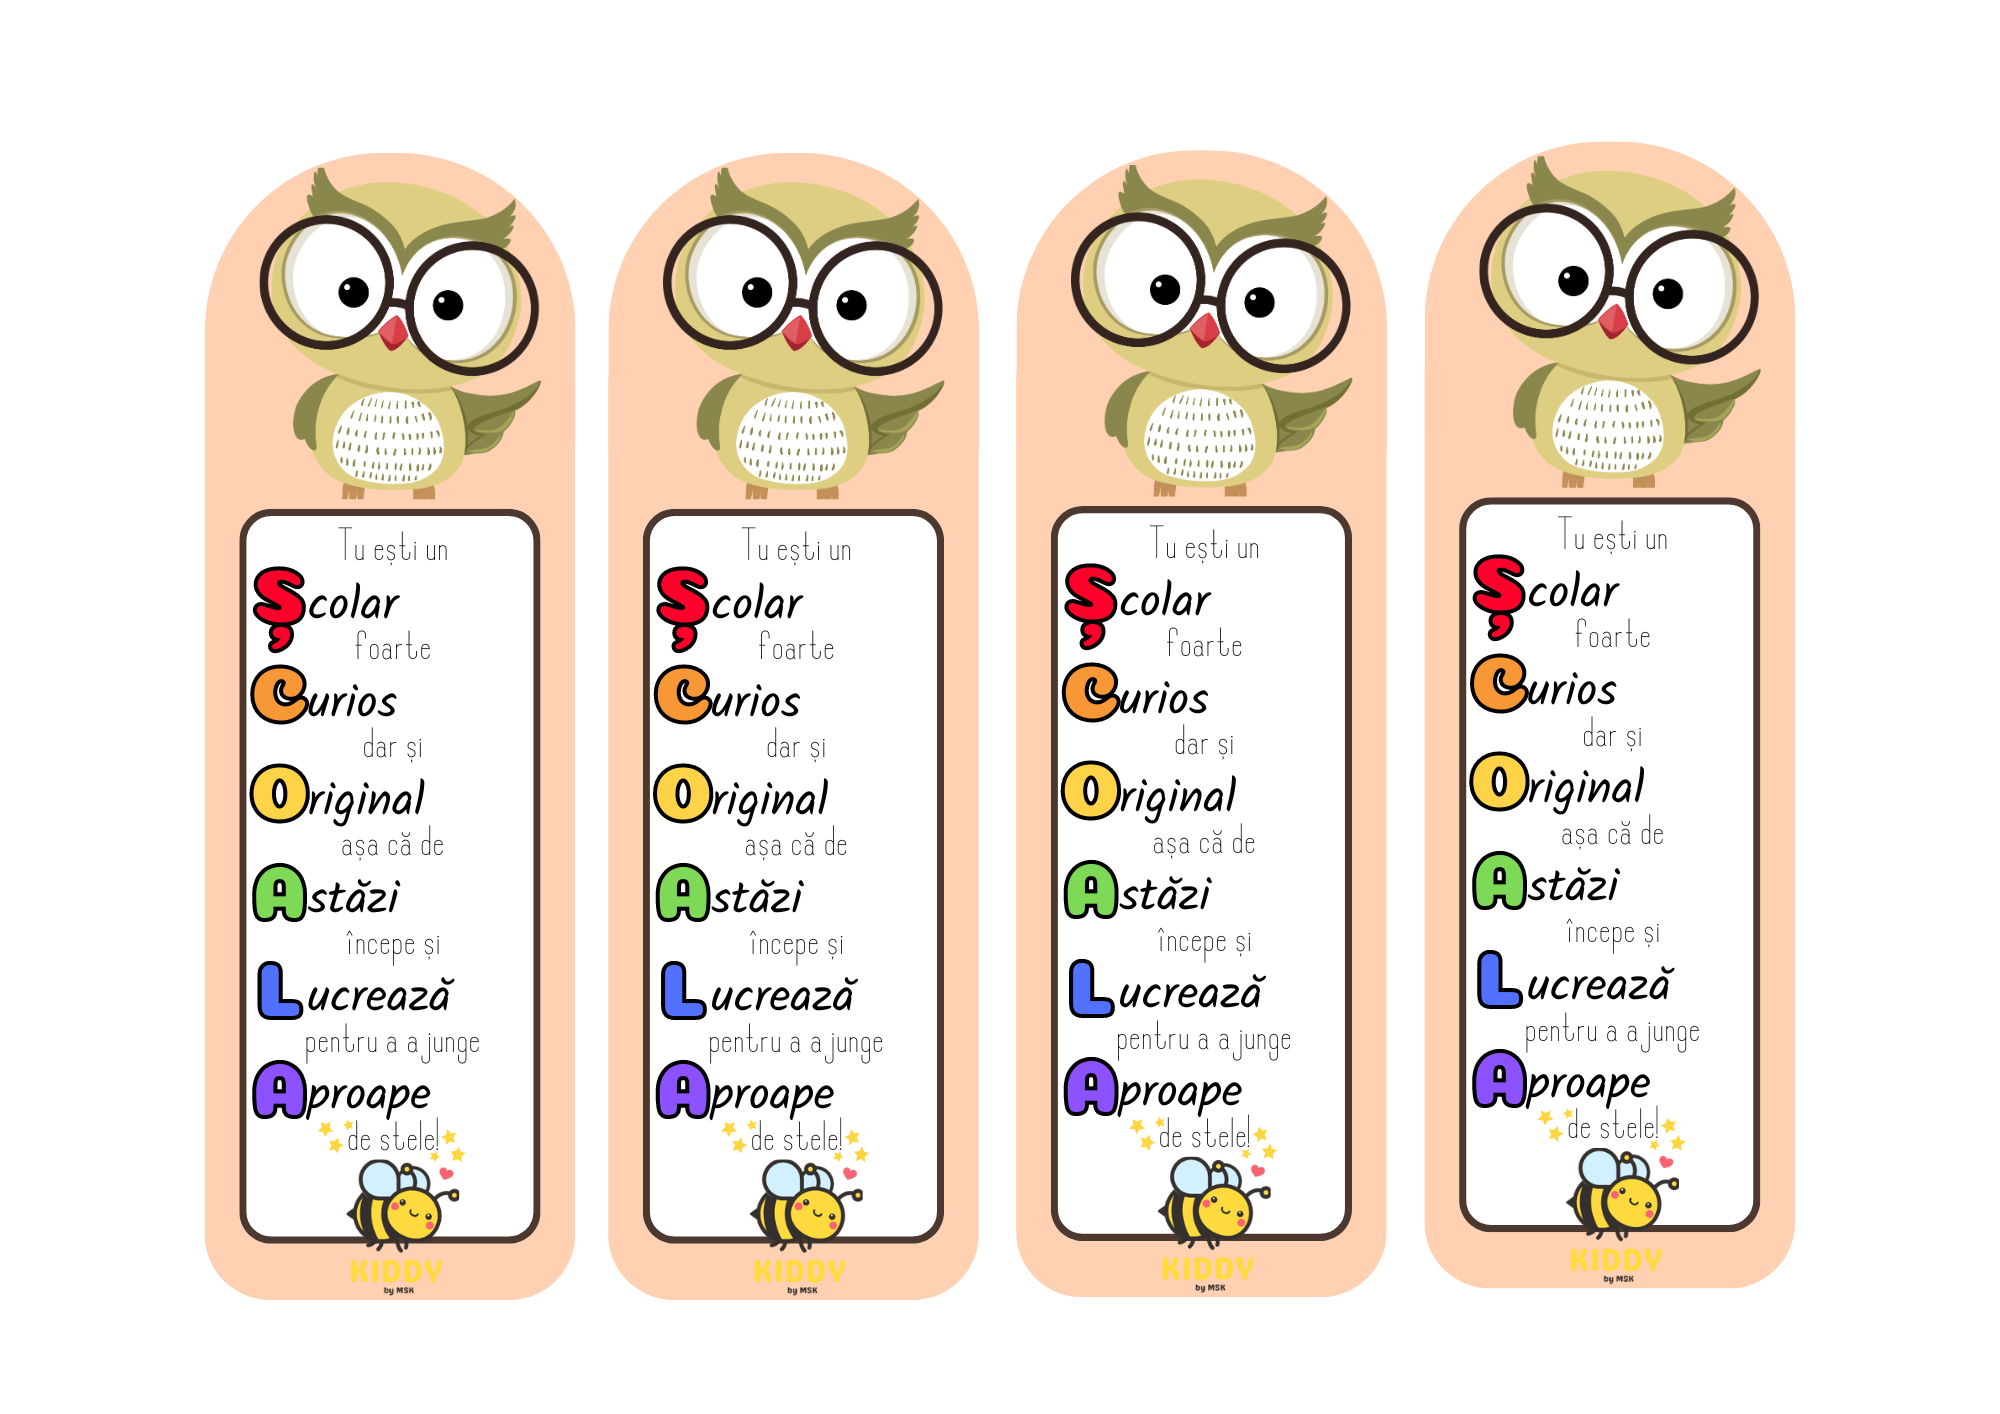 Tu ești un
Școlar
foarte
Curios
dar și
Original
așa că de
Astăzi
începe și
Lucrează
pentru a ajunge
Aproape
de stele!
KIDDY
by MSK
Tu ești un
Școlar
foarte
Curios
dar și
Original
așa că de
Astăzi
începe și
Lucrează
pentru a ajunge
Aproape
de stele!
KIDDY
by MSK
Tu ești un
Școlar
foarte
Curios
dar și
Original
așa că de
Astăzi
începe și
Lucrează
pentru a ajunge
Aproape
de stele!
KIDDY
by MSK
Tu ești un
Școlar
foarte
Curios
dar și
Original
așa că de
Astăzi
începe și
Lucrează
pentru a ajunge
Aproape
de stele!
KIDDY
by MSK